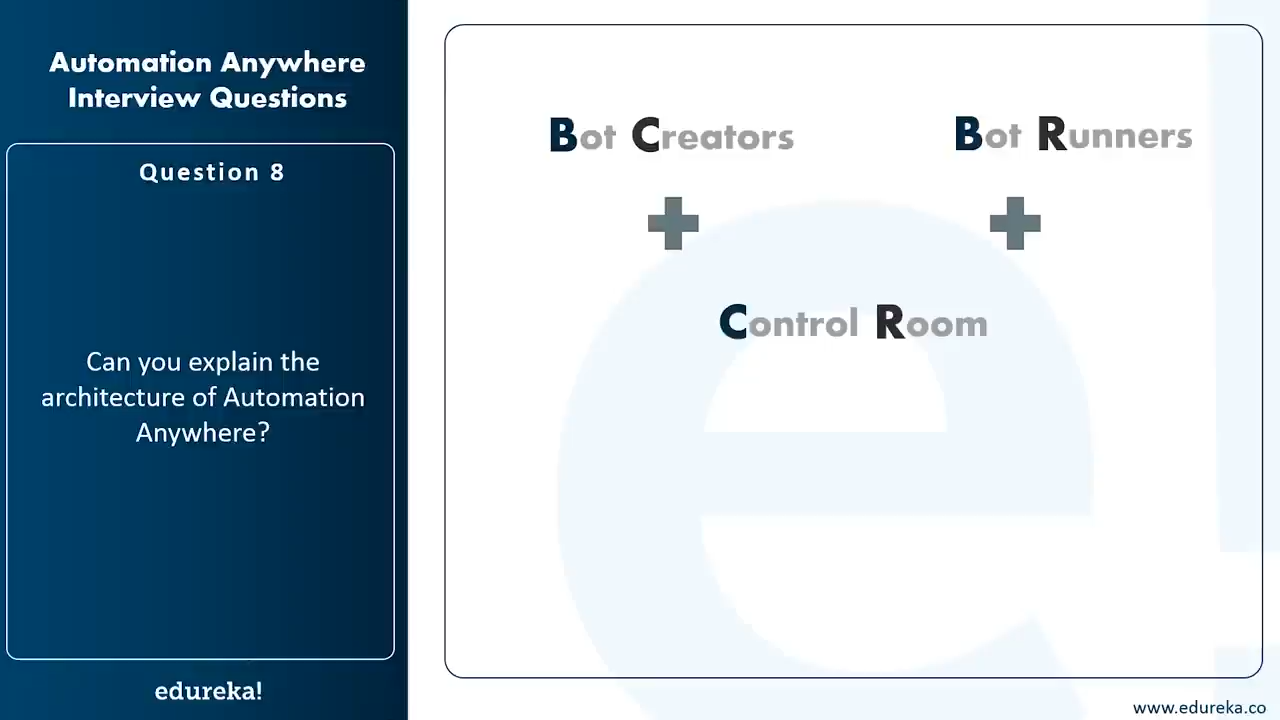 Automation Anywhere
Interview Questions
Question 8
Can you explain the
architecture of Automation
Anywhere?
edureka!
Bot Creators
Bot Runners
Control Room
www.edureka.co